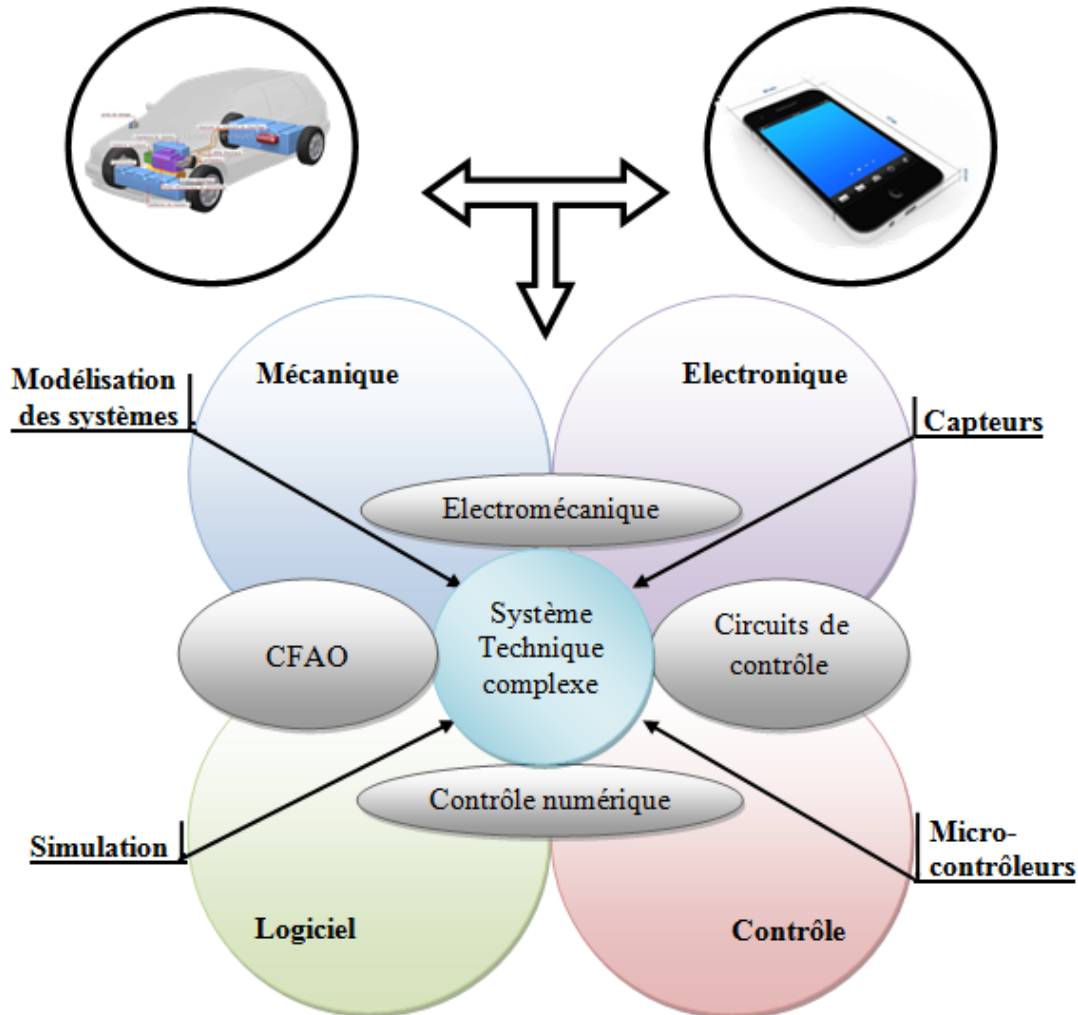 Mécanique
Electronique
Modélisation
des systèmes
Capteurs
Electromécanique
Système
Technique
complexe
CFAO
Circuits de
contrôle
Contrôle numérique
Simulation
Micro-
contrôleurs
Logiciel
Contrôle